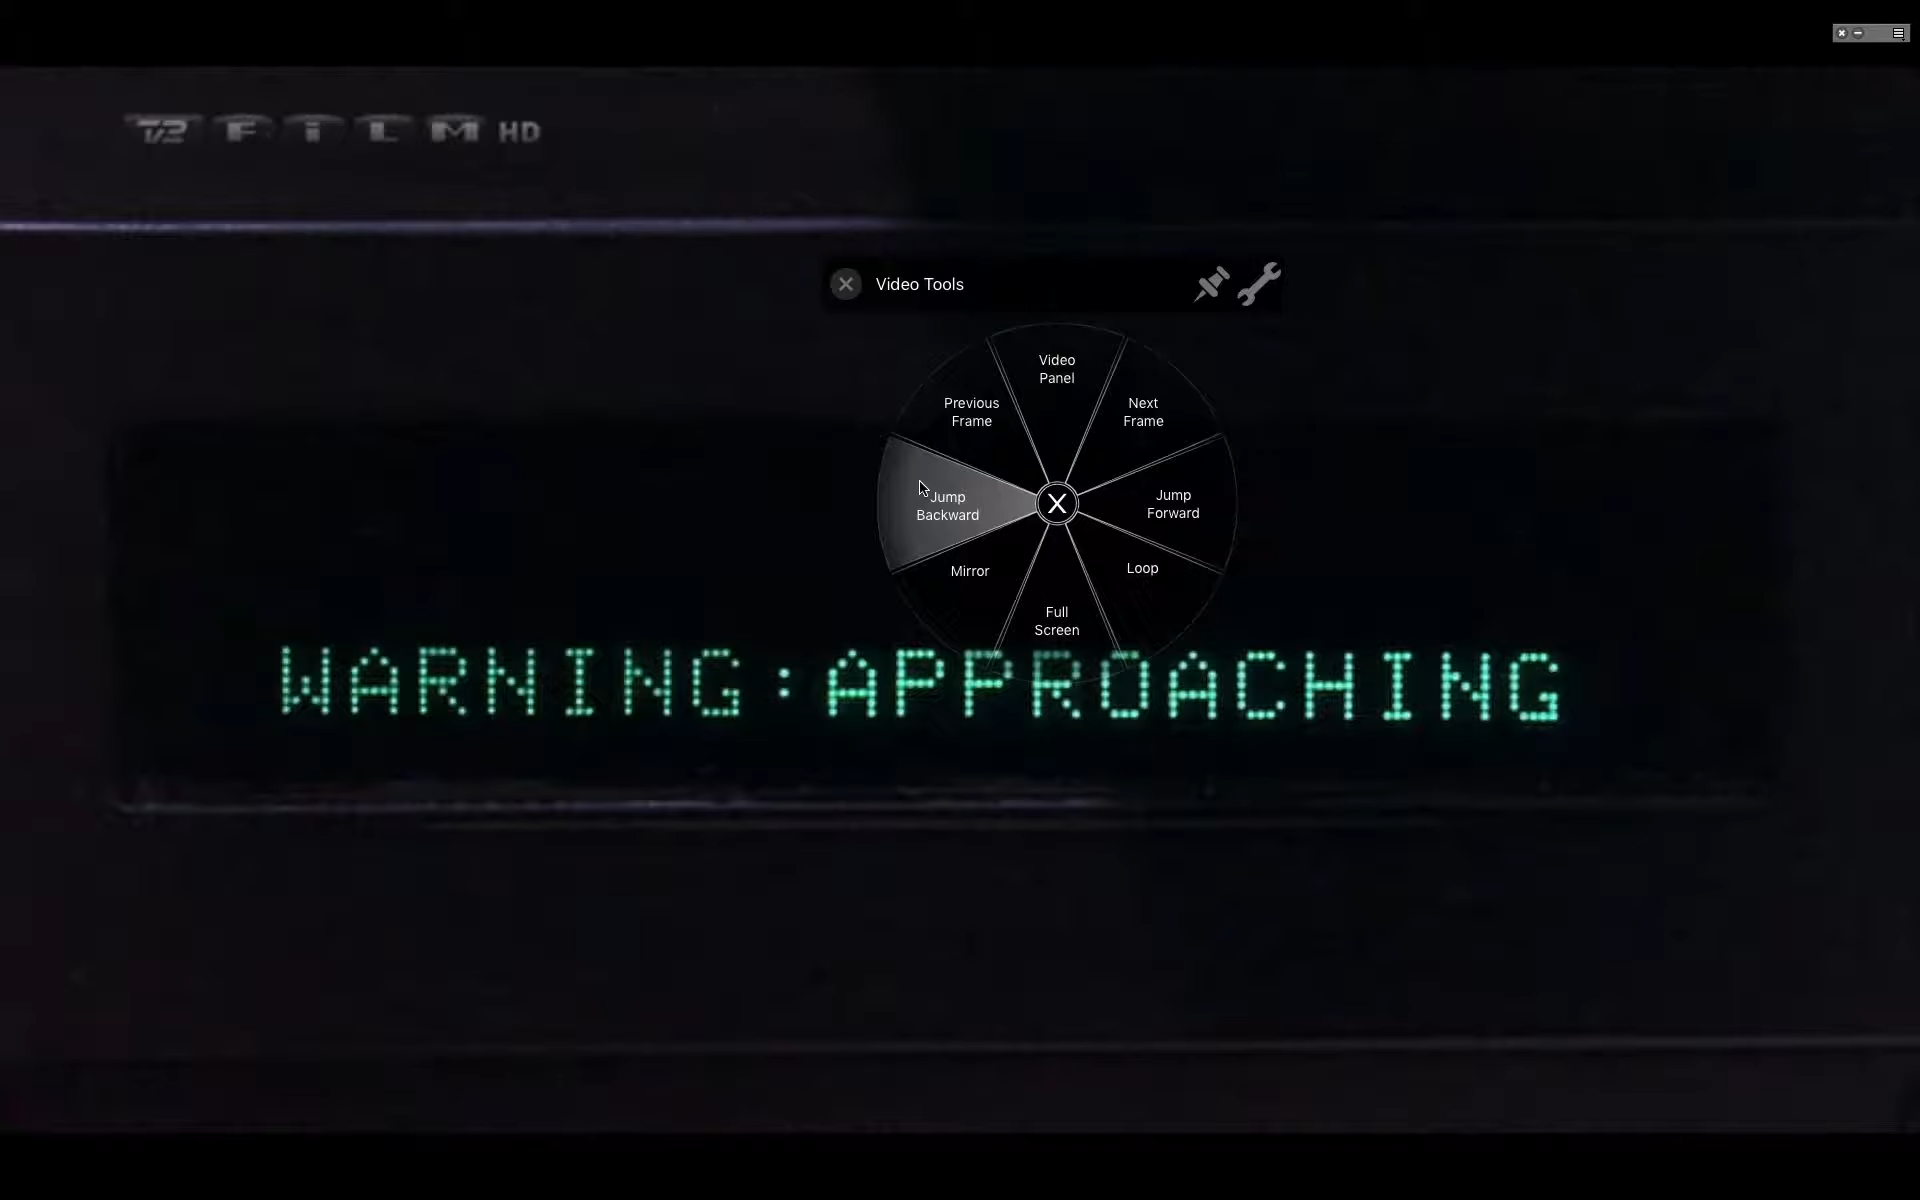 TV2 FILM HD
Video Tools
Video
Panel
Previous
Frame
Next
Frame
Jump
Backward
X
Jump
Forward
Mirror
Loop
Full
Screen
WARNING:APPROACHING